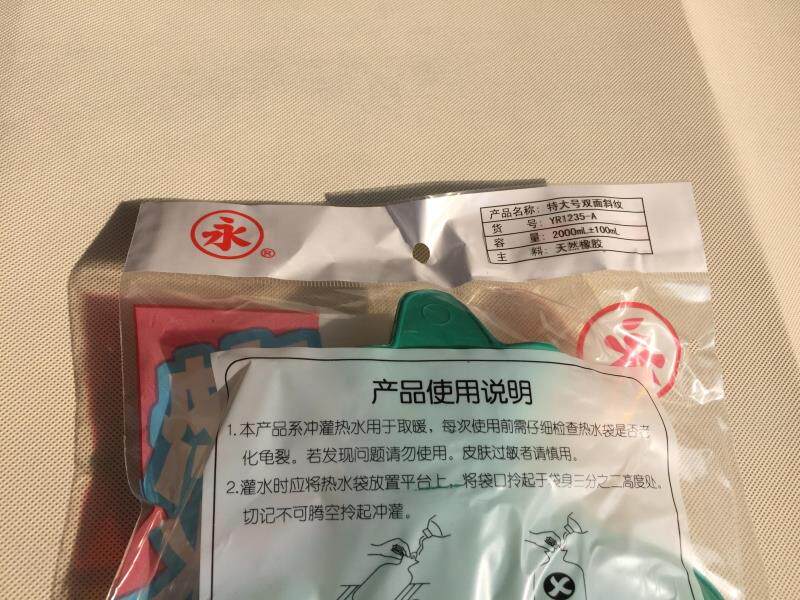 永®
产品名称：特大号双面斜纹
货 号：YR1235-A
容 量：2000mL±100mL
主 料：天然橡胶
永
产品使用说明
1.本产品系冲灌热水用于取暖，每次使用前需仔细检查热水袋是否老
化龟裂。若发现问题请勿使用。皮肤过敏者请慎用。
2.灌水时应将热水袋放置平台上，将袋口拎起于袋身三分之二高度处。
切记不可腾空拎起冲灌。